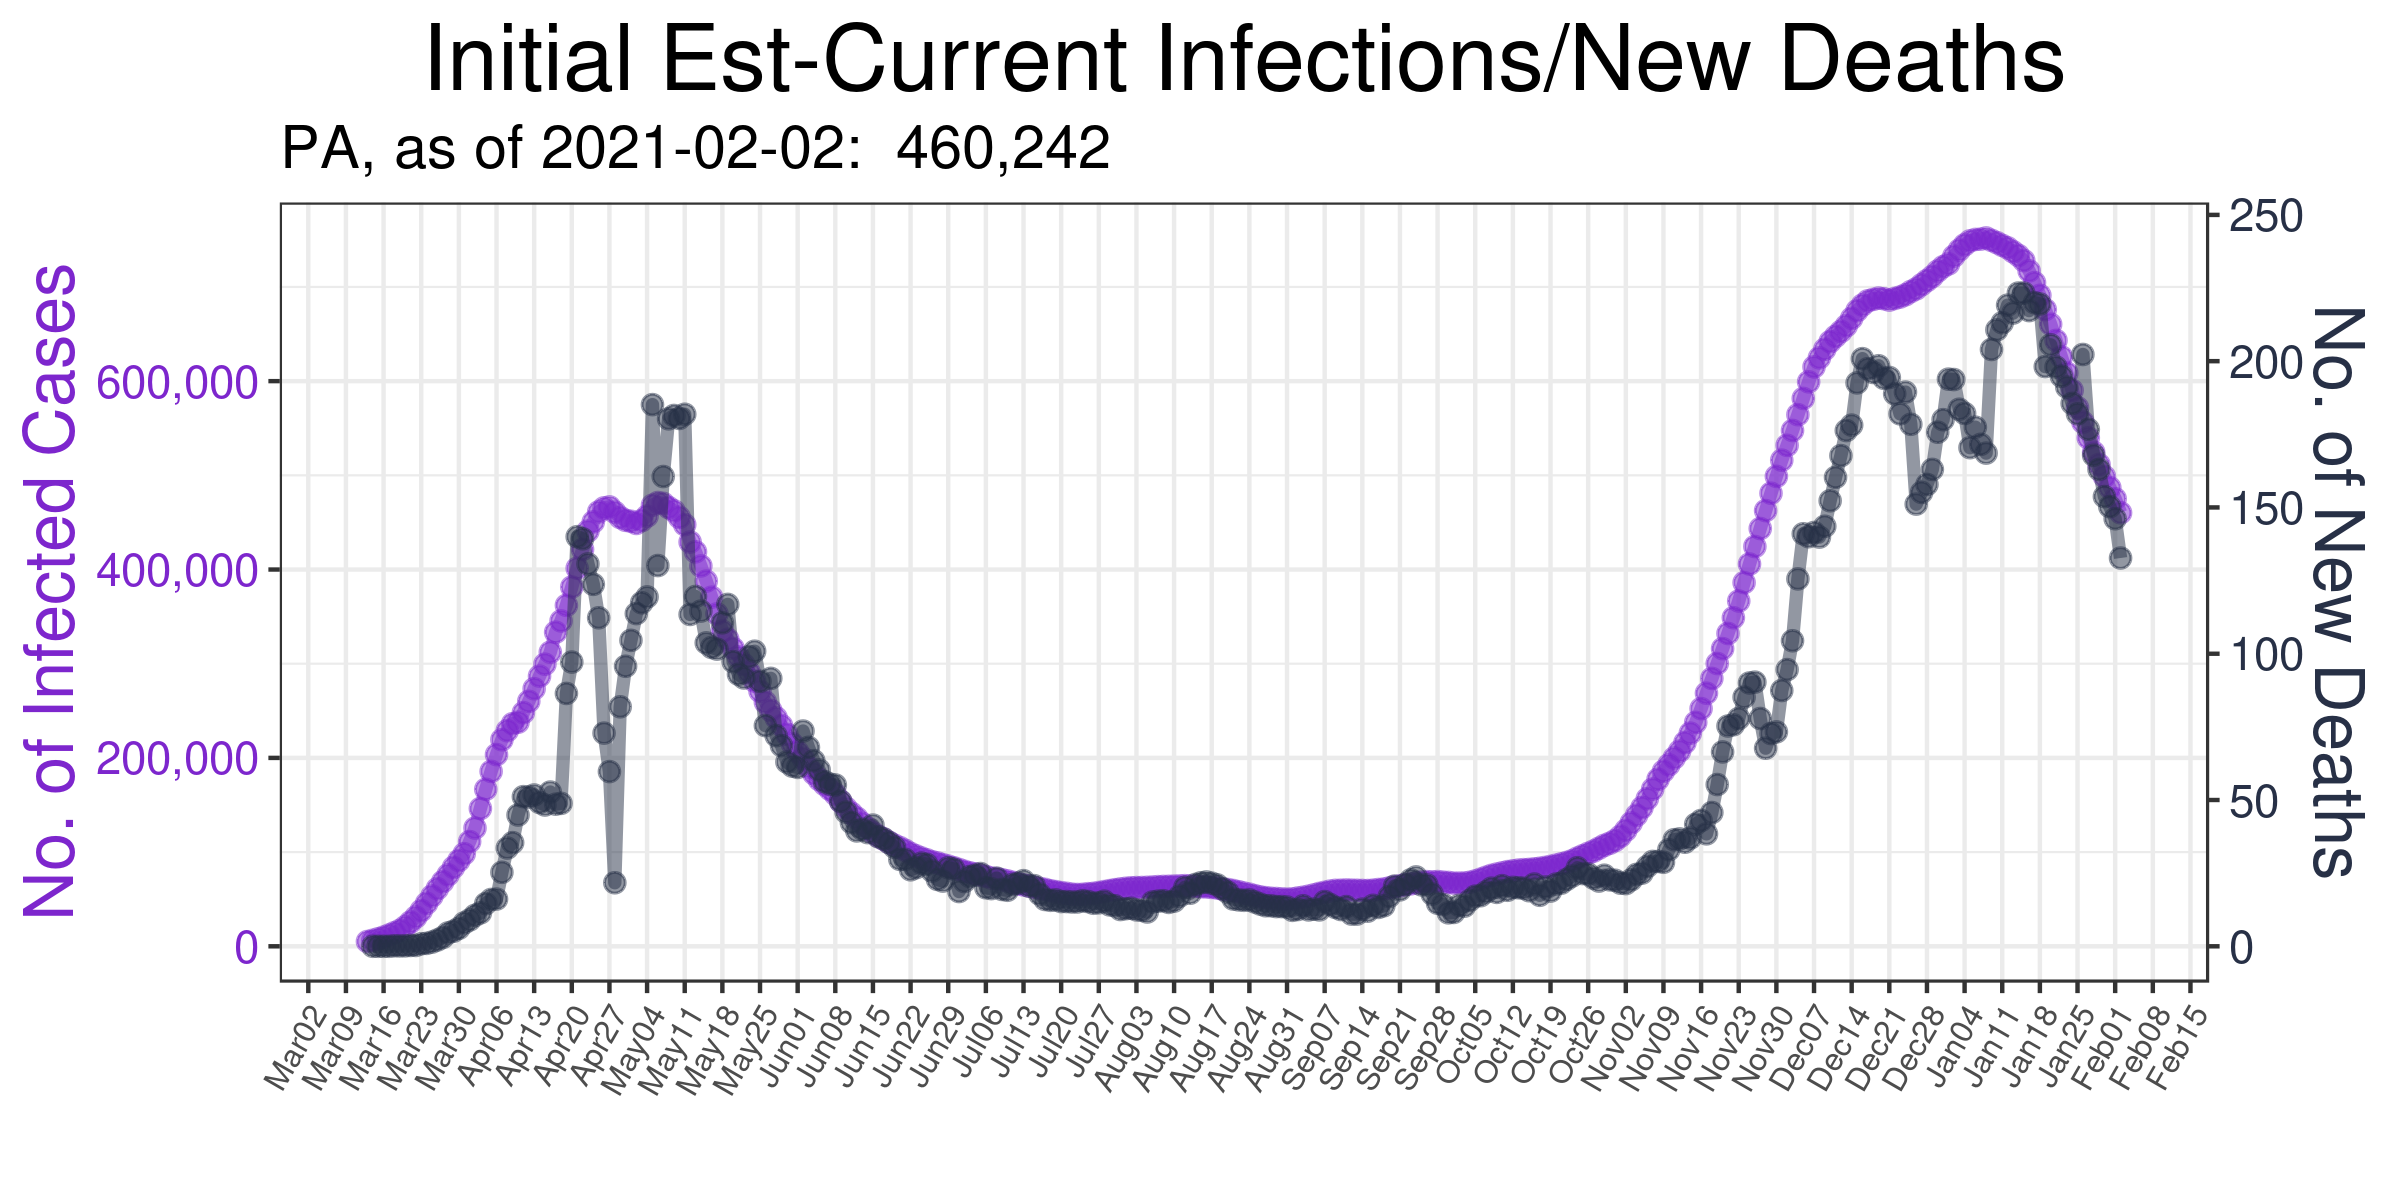 Initial Est-Current Infections/New Deaths
PA, as of 2021-02-02:  460,242
No. of Infected Cases
600,000
400,000
200,000
0
250
200
150
100
50
0
No. of New Deaths
Mar02
Mar09
Mar16
Mar23
Mar30
Apr06
Apr13
Apr20
Apr27
May04
May11
May18
May25
Jun01
Jun08
Jun15
Jun22
Jun29
Jul06
Jul13
Jul20
Jul27
Aug03
Aug10
Aug17
Aug24
Aug31
Sep07
Sep14
Sep21
Sep28
Oct05
Oct12
Oct19
Oct26
Nov02
Nov09
Nov16
Nov23
Nov30
Dec07
Dec14
Dec21
Dec28
Jan04
Jan11
Jan18
Jan25
Feb01
Feb08
Feb15